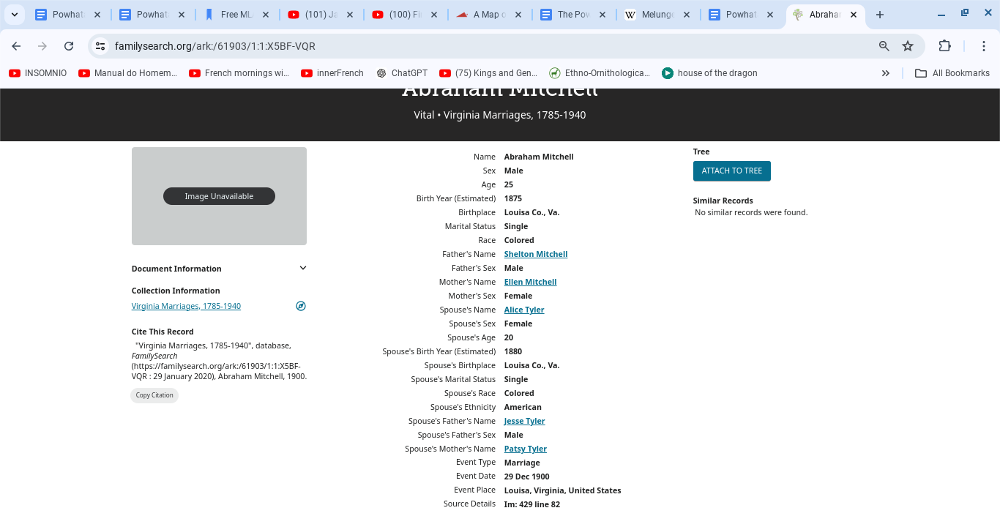 Powhat
Powhat
Free ML
(101) Ja
(100) Fi
A Map o
The Pow
W Melunge
Powhat
Abraha
familysearch.org/ark:/61903/1:1:X5BF-VQR
INSOMNIO
Manual do Homem...
French mornings wi...
innerFrench
ChatGPT
(75) Kings and Gen...
Ethno-Ornithologica...
house of the dragon
All Bookmarks
Abraham Mitchell
Vital • Virginia Marriages, 1785-1940
Image Unavailable
Document Information
Collection Information
Virginia Marriages, 1785-1940
Cite This Record
"Virginia Marriages, 1785-1940", database,
FamilySearch
(https://familysearch.org/ark:/61903/1:1:X5BF-
VQR : 29 January 2020), Abraham Mitchell, 1900.
Copy Citation
Name Abraham Mitchell
Sex Male
Age 25
Birth Year (Estimated) 1875
Birthplace Louisa Co., Va.
Marital Status Single
Race Colored
Father's Name Shelton Mitchell
Father's Sex Male
Mother's Name Ellen Mitchell
Mother's Sex Female
Spouse's Name Alice Tyler
Spouse's Sex Female
Spouse's Age 20
Spouse's Birth Year (Estimated) 1880
Spouse's Birthplace Louisa Co., Va.
Spouse's Marital Status Single
Spouse's Race Colored
Spouse's Ethnicity American
Spouse's Father's Name Jesse Tyler
Spouse's Father's Sex Male
Spouse's Mother's Name Patsy Tyler
Event Type Marriage
Event Date 29 Dec 1900
Event Place Louisa, Virginia, United States
Source Details Im: 429 line 82
Tree
ATTACH TO TREE
Similar Records
No similar records were found.